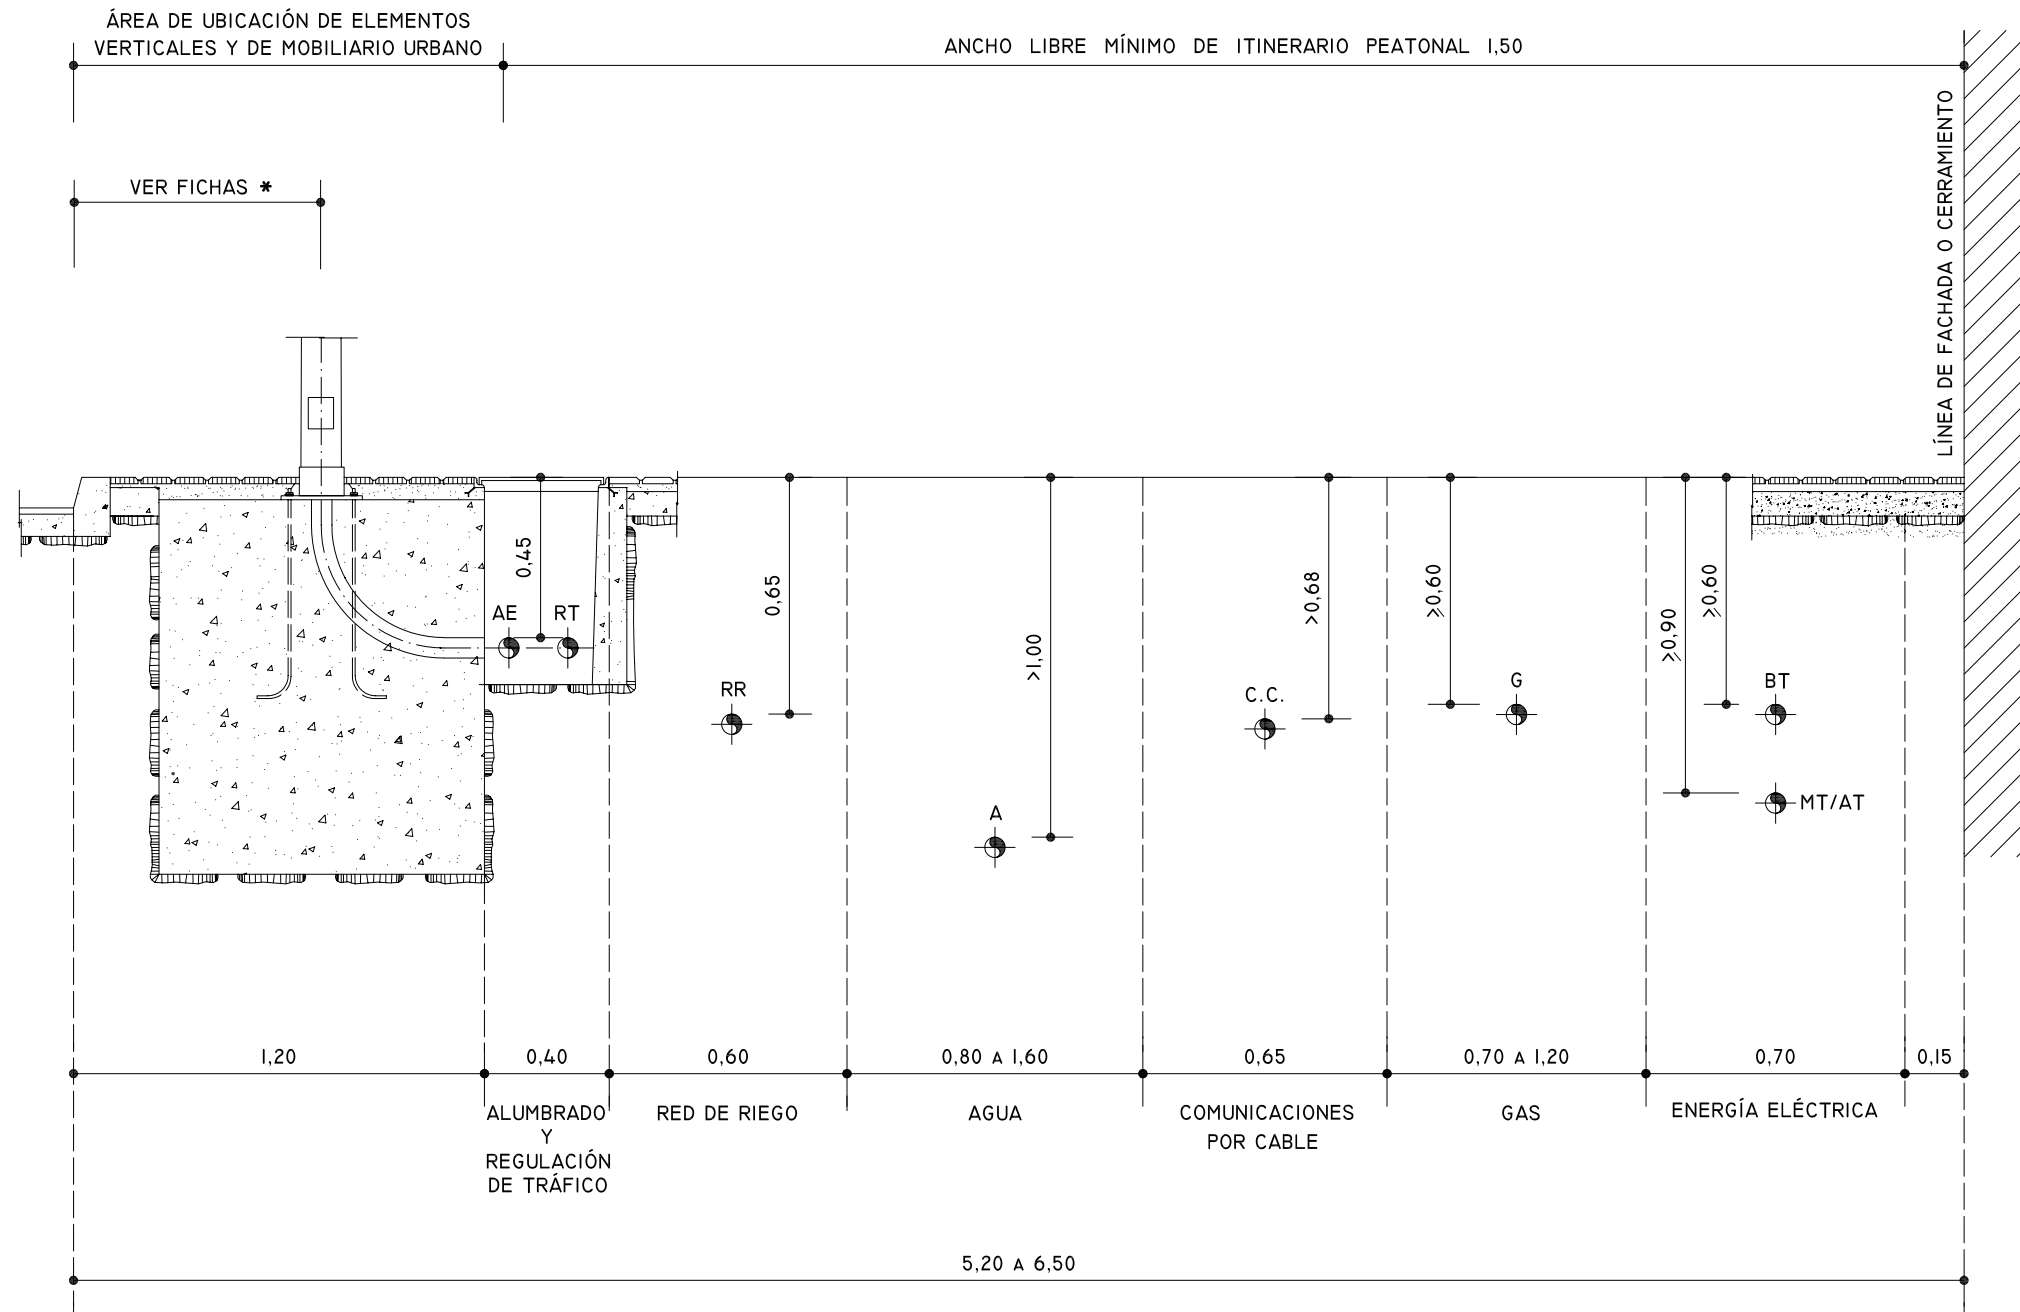 ÁREA DE UBICACIÓN DE ELEMENTOS
VERTICALES Y DE MOBILIARIO URBANO
ANCHO LIBRE MÍNIMO DE ITINERARIO PEATONAL 1,50
LÍNEA DE FACHADA O CERRAMIENTO
VER FICHAS *
0,45
AE
RT
0,65
RR
>1,00
A
>0,68
C.C.
≥0,60
G
≥0,90
≥0,60
BT
MT/AT
1,20
0,40
0,60
0,80 A 1,60
0,65
0,70 A 1,20
0,70
0,15
ALUMBRADO
Y
REGULACIÓN
DE TRÁFICO
RED DE RIEGO
AGUA
COMUNICACIONES
POR CABLE
GAS
ENERGÍA ELÉCTRICA
5,20 A 6,50